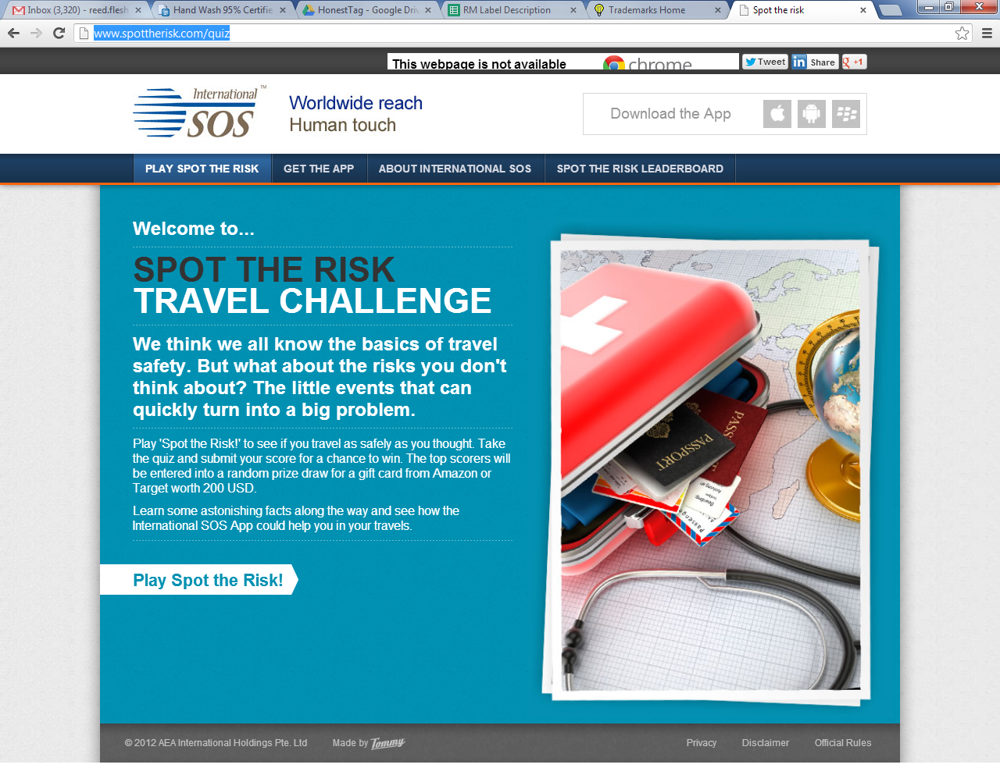 Inbox (3,320) - reed.flesh
Hand Wash 95% Certifie
HonestTag - Google Driv
RM Label Description
Trademarks Home
Spot the risk
www.spottherisk.com/quiz
This webpage is not available
chrome
Tweet
in Share
g +1
International ™
SOS
Worldwide reach
Human touch
Download the App
PLAY SPOT THE RISK
GET THE APP
ABOUT INTERNATIONAL SOS
SPOT THE RISK LEADERBOARD
Welcome to...
SPOT THE RISK
TRAVEL CHALLENGE
We think we all know the basics of travel
safety. But what about the risks you don't
think about? The little events that can
quickly turn into a big problem.
Play 'Spot the Risk!' to see if you travel as safely as you thought. Take
the quiz and submit your score for a chance to win. The top scorers will
be entered into a random prize draw for a gift card from Amazon or
Target worth 200 USD.
Learn some astonishing facts along the way and see how the
International SOS App could help you in your travels.
Play Spot the Risk!
PASSPORT
PASSPORT
Boarding
Passenge
© 2012 AEA International Holdings Pte. Ltd
Made by Tommy
Privacy
Disclaimer
Official Rules